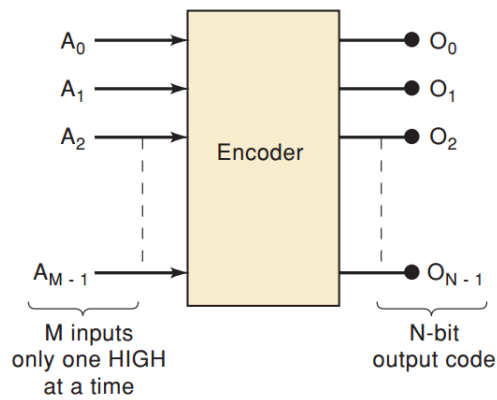 A0 O0
A1 O1
A2 O2
Encoder
AM - 1 ON - 1
M inputs
only one HIGH
at a time
N-bit
output code